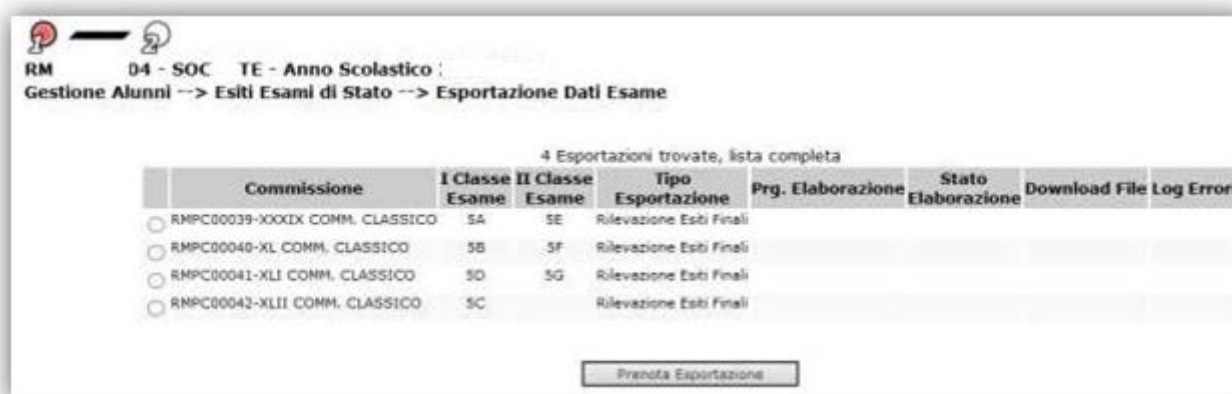 1 2
RM 04 - SOC TE - Anno Scolastico :
Gestione Alunni --> Esiti Esami di Stato --> Esportazione Dati Esame
4 Esportazioni trovate, lista completa
Commissione I Classe Esame II Classe Esame Tipo Esportazione Prg. Elaborazione Stato Elaborazione Download File Log Error
RMPC00039-XXXIX COMM. CLASSICO 5A 5E Rilevazione Esiti Finali
RMPC00040-XL COMM. CLASSICO 5B 5F Rilevazione Esiti Finali
RMPC00041-XLI COMM. CLASSICO 5D 5G Rilevazione Esiti Finali
RMPC00042-XLII COMM. CLASSICO 5C Rilevazione Esiti Finali
Prenota Esportazione